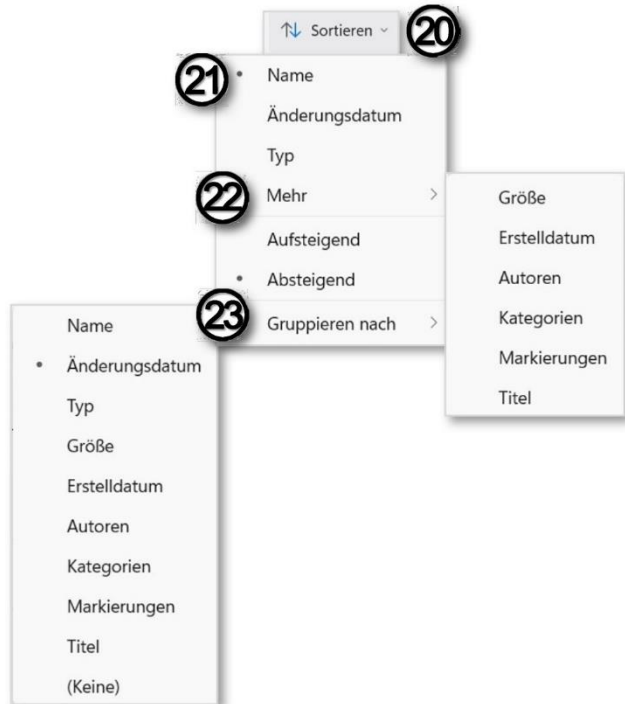 Sortieren ⑳
㉑ • Name
Änderungsdatum
Typ
㉒ Mehr >
Aufsteigend
• Absteigend
㉓ Gruppieren nach >
Größe
Erstelldatum
Autoren
Kategorien
Markierungen
Titel
Name
• Änderungsdatum
Typ
Größe
Erstelldatum
Autoren
Kategorien
Markierungen
Titel
(Keine)